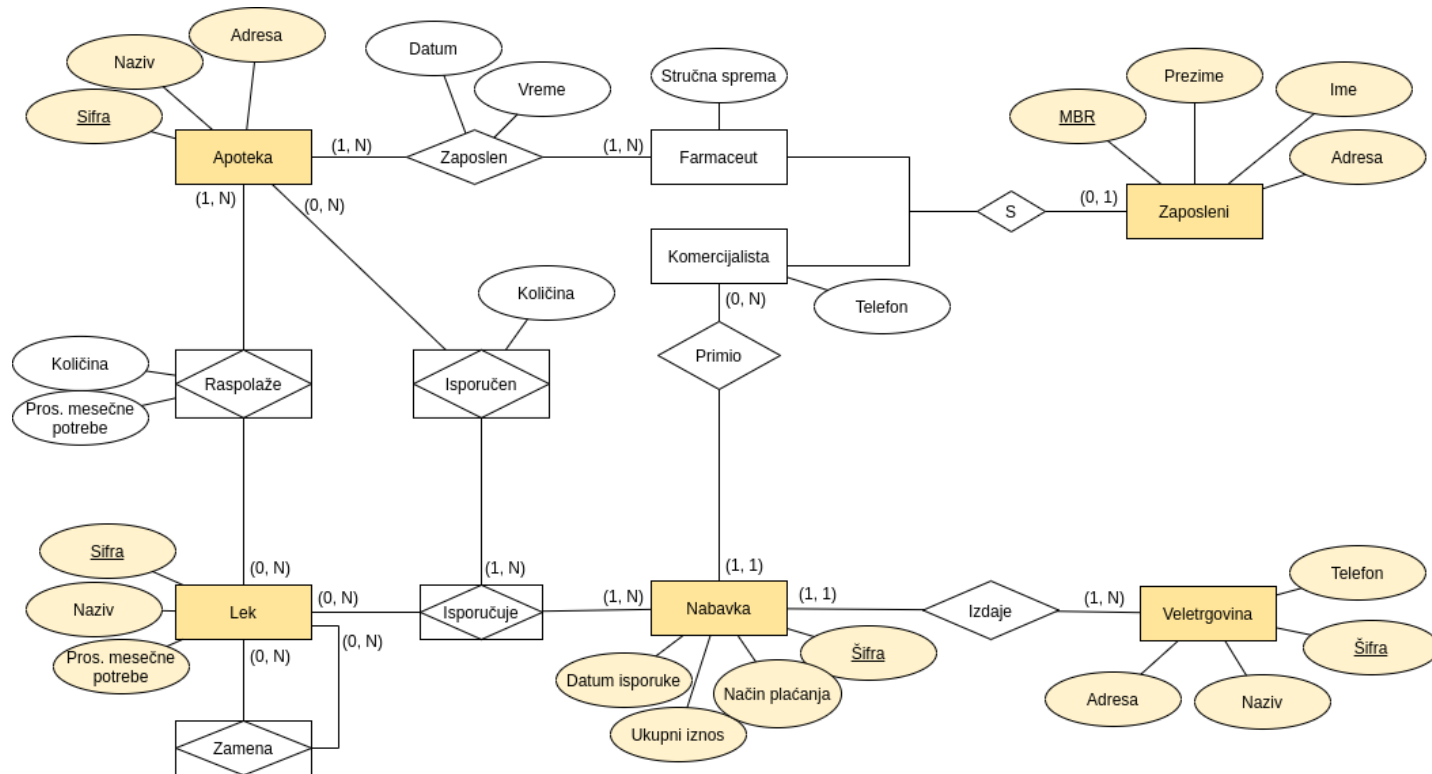 Adresa
Datum
Naziv
Stručna sprema
Prezime
Vreme
Ime
Sifra
MBR
Apoteka
(1, N)
Zaposlen
(1, N)
Farmaceut
Adresa
(1, N)
(0, N)
S
(0, 1)
Zaposleni
Komercijalista
Količina
(0, N)
Telefon
Količina
Raspolaže
Isporučen
Primio
Pros. mesečne
potrebe
Sifra
(0, N)
(1, N)
(1, 1)
Telefon
Naziv
Lek
(0, N)
Isporučuje
(1, N)
Nabavka
(1, 1)
Izdaje
(1, N)
Veletrgovina
(0, N)
(0, N)
Pros. mesečne
potrebe
Datum isporuke
Šifra
Šifra
Način plaćanja
Adresa
Naziv
Ukupni iznos
Zamena